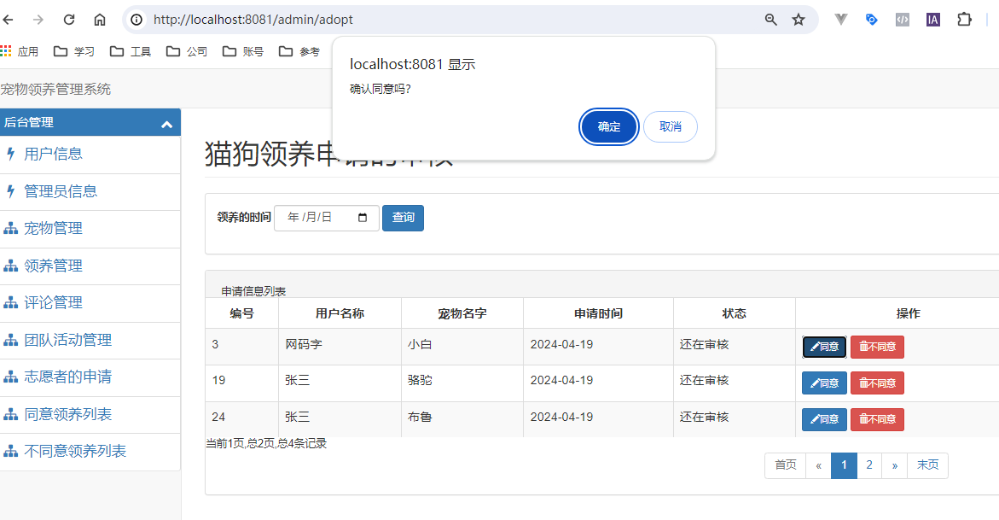 http://localhost:8081/admin/adopt
IA
应用 学习 工具 公司 账号 参考
localhost:8081 显示
确认同意吗?
确定 取消
宠物领养管理系统
后台管理
用户信息
管理员信息
宠物管理
领养管理
评论管理
团队活动管理
志愿者的申请
同意领养列表
不同意领养列表
猫狗领养申请的审核
领养的时间 年 /月/日 查询
申请信息列表
编号 用户名称 宠物名字 申请时间 状态 操作
3 网码字 小白 2024-04-19 还在审核 同意 不同意
19 张三 骆驼 2024-04-19 还在审核 同意 不同意
24 张三 布鲁 2024-04-19 还在审核 同意 不同意
当前1页,总2页,总4条记录
首页 « 1 2 » 末页